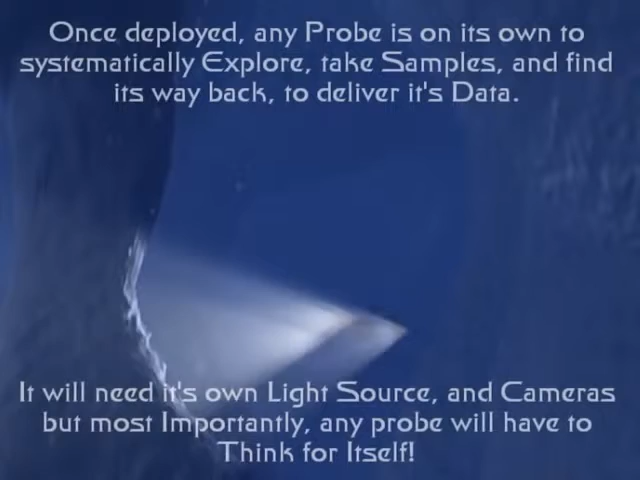 Once deployed, any Probe is on its own to
systematically Explore, take Samples, and find
its way back, to deliver it's Data.
It will need it's own Light Source, and Cameras
but most Importantly, any probe will have to
Think for Itself!